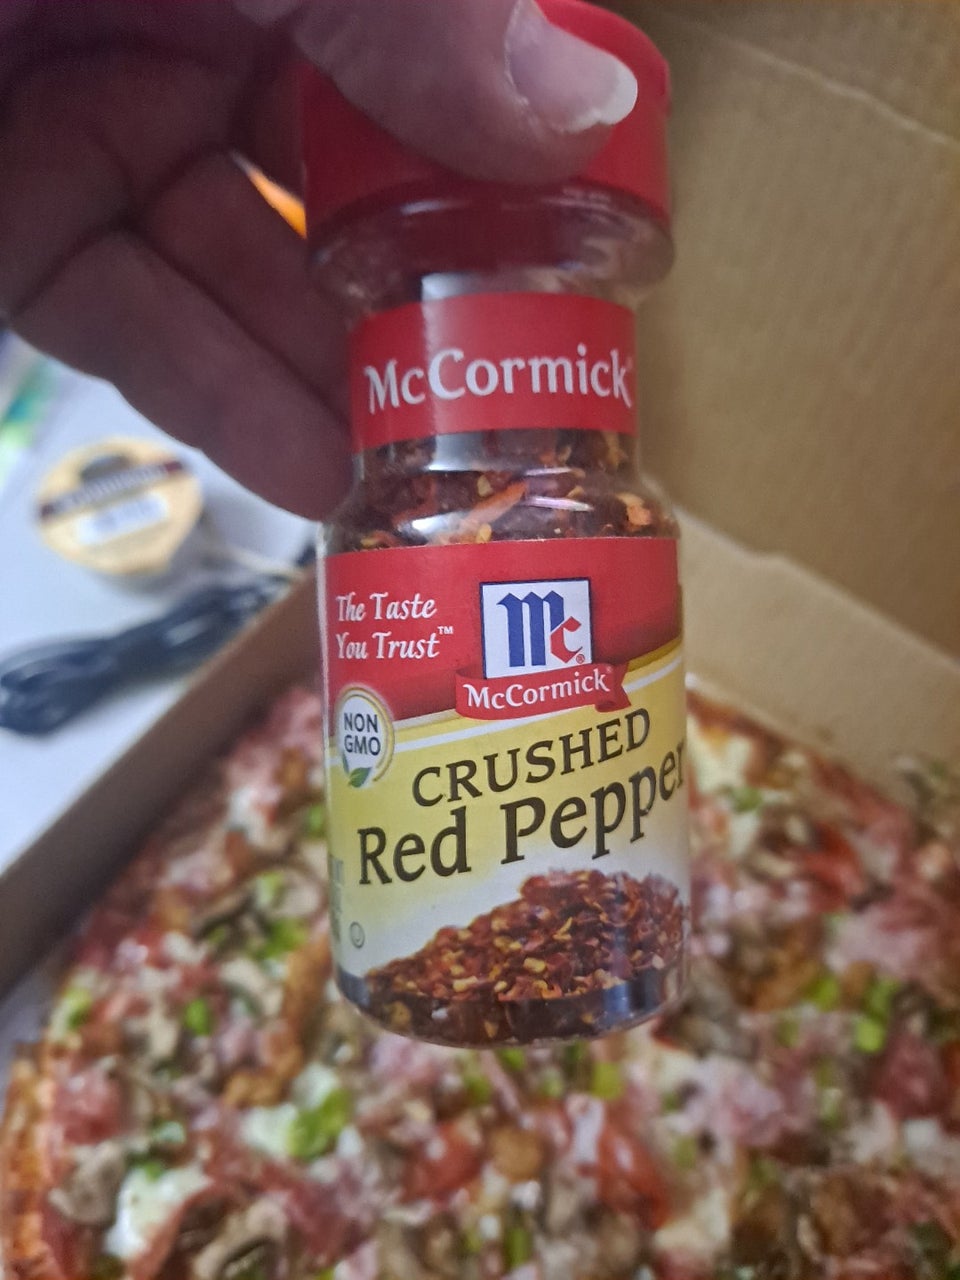 McCormick®
The Taste
You Trust™
Mc®
McCormick®
NON
GMO
CRUSHED
Red Pepper
U